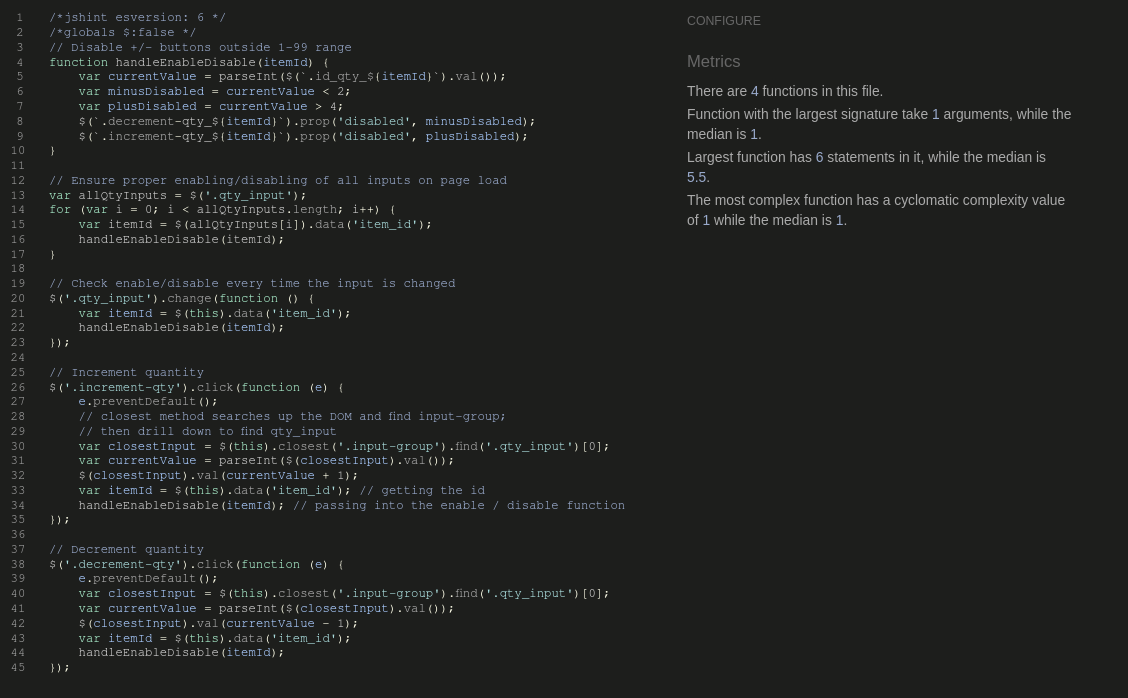 1 /*jshint esversion: 6 */
2 /*globals $:false */
3 // Disable +/- buttons outside 1-99 range
4 function handleEnableDisable(itemId) {
5 var currentValue = parseInt($(`.id_qty_${itemId}`).val());
6 var minusDisabled = currentValue < 2;
7 var plusDisabled = currentValue > 4;
8 $(`.decrement-qty_${itemId}`).prop('disabled', minusDisabled);
9 $(`.increment-qty_${itemId}`).prop('disabled', plusDisabled);
10 }
11
12 // Ensure proper enabling/disabling of all inputs on page load
13 var allQtyInputs = $('.qty_input');
14 for (var i = 0; i < allQtyInputs.length; i++) {
15 var itemId = $(allQtyInputs[i]).data('item_id');
16 handleEnableDisable(itemId);
17 }
18
19 // Check enable/disable every time the input is changed
20 $('.qty_input').change(function () {
21 var itemId = $(this).data('item_id');
22 handleEnableDisable(itemId);
23 });
24
25 // Increment quantity
26 $('.increment-qty').click(function (e) {
27 e.preventDefault();
28 // closest method searches up the DOM and find input-group;
29 // then drill down to find qty_input
30 var closestInput = $(this).closest('.input-group').find('.qty_input')[0];
31 var currentValue = parseInt($(closestInput).val());
32 $(closestInput).val(currentValue + 1);
33 var itemId = $(this).data('item_id'); // getting the id
34 handleEnableDisable(itemId); // passing into the enable / disable function
35 });
36
37 // Decrement quantity
38 $('.decrement-qty').click(function (e) {
39 e.preventDefault();
40 var closestInput = $(this).closest('.input-group').find('.qty_input')[0];
41 var currentValue = parseInt($(closestInput).val());
42 $(closestInput).val(currentValue - 1);
43 var itemId = $(this).data('item_id');
44 handleEnableDisable(itemId);
45 });
CONFIGURE
Metrics
There are 4 functions in this file.
Function with the largest signature take 1 arguments, while the
median is 1.
Largest function has 6 statements in it, while the median is
5.5.
The most complex function has a cyclomatic complexity value
of 1 while the median is 1.